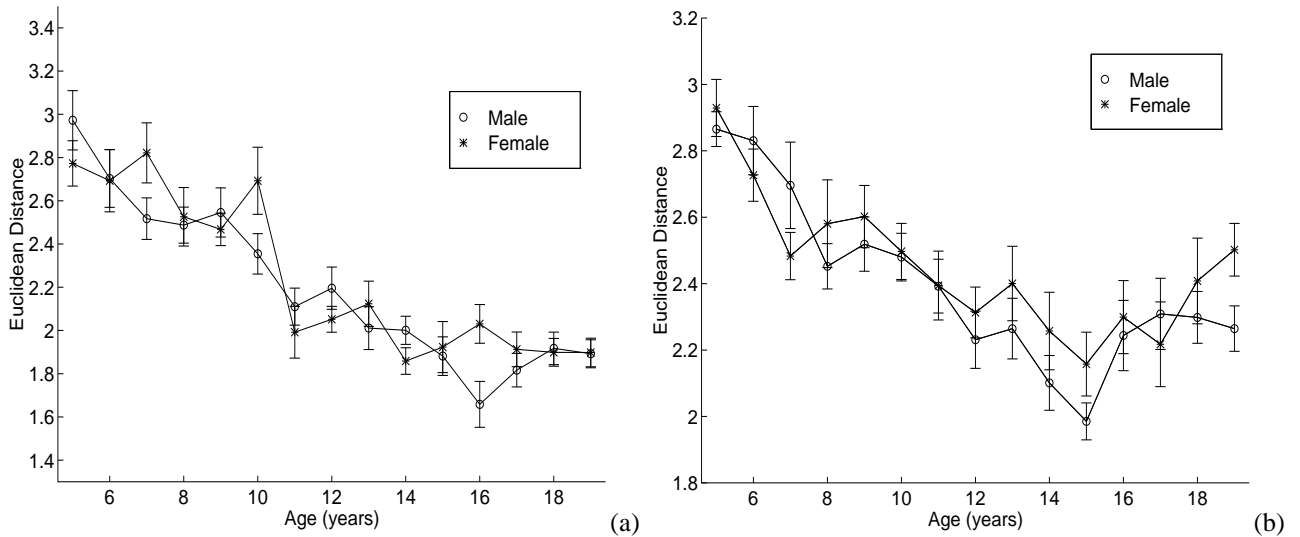 3.4
3.2
3
2.8
2.6
2.4
2.2
2
1.8
1.6
1.4
Euclidean Distance
Male
Female
6 8 10 12 14 16 18
Age (years)
(a)
3.2
3
2.8
2.6
2.4
2.2
2
1.8
Euclidean Distance
Male
Female
6 8 10 12 14 16 18
Age (years)
(b)